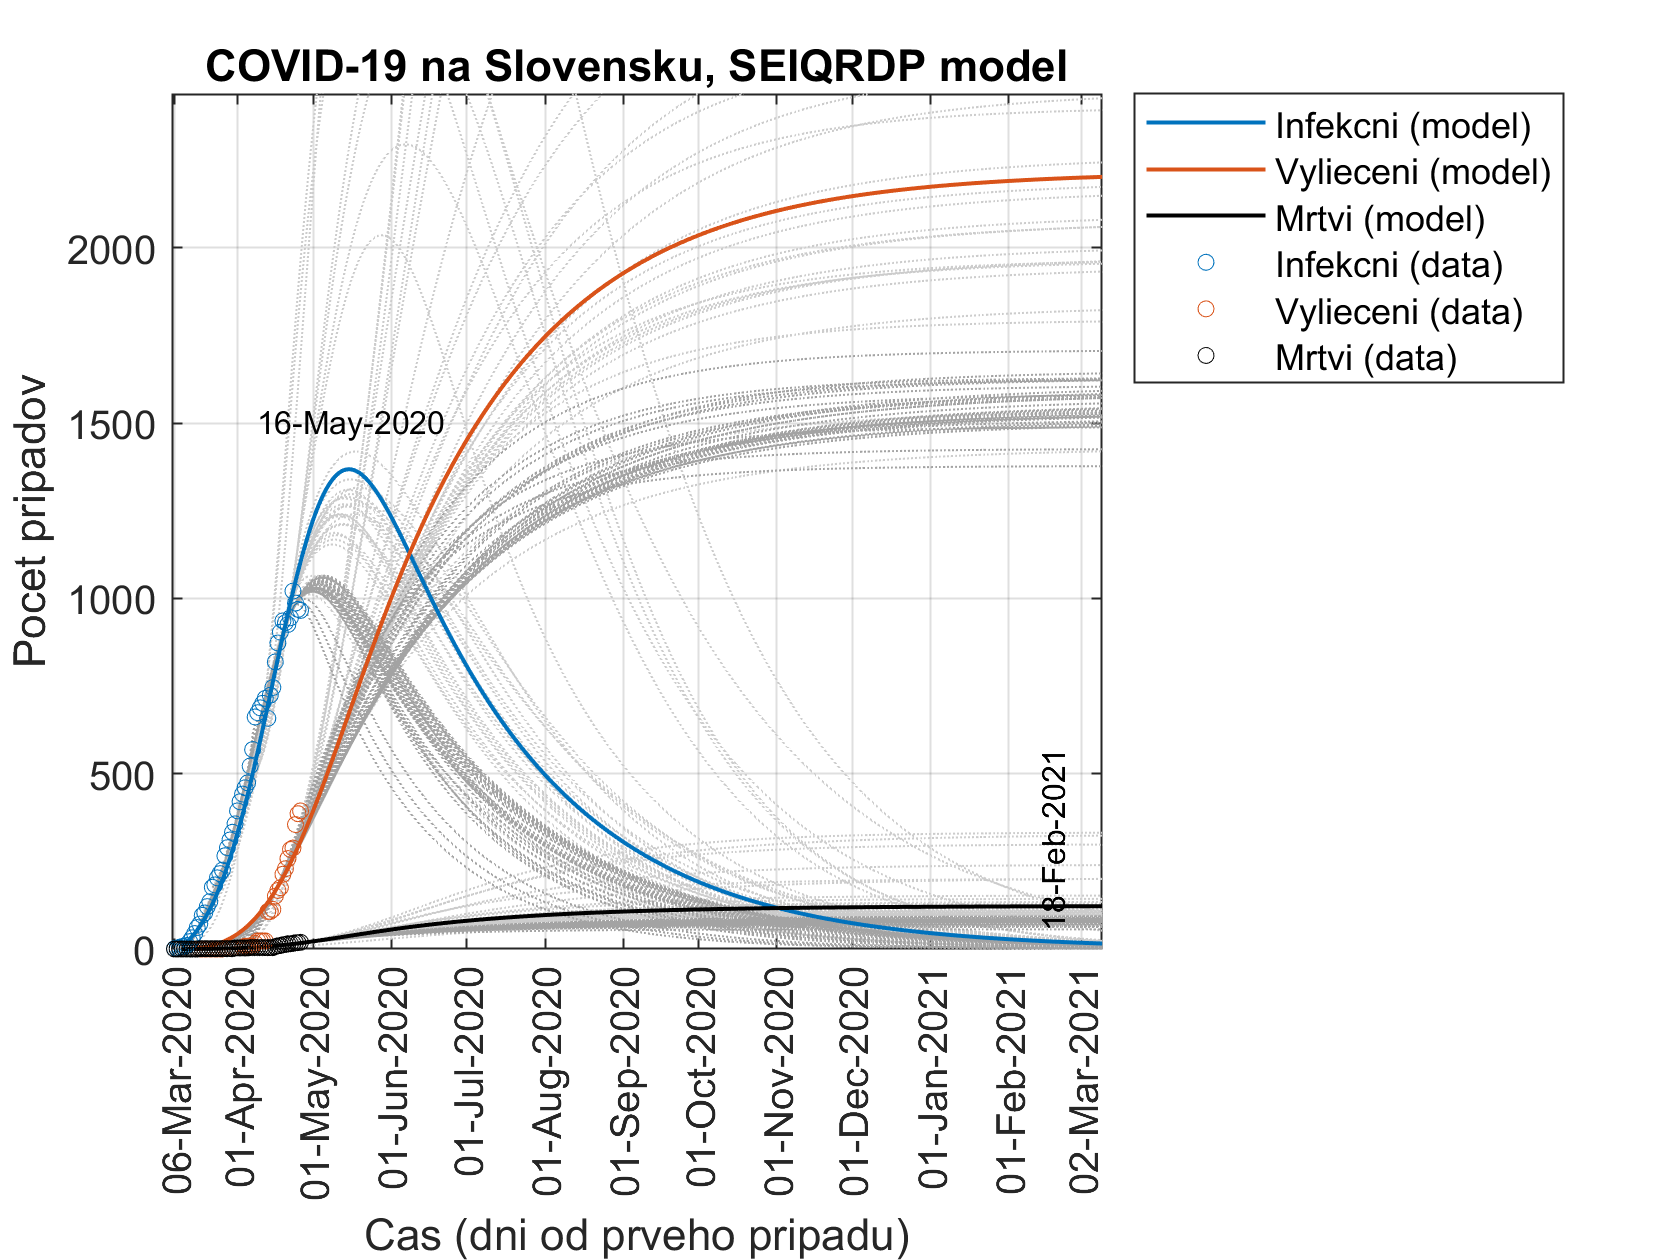 COVID-19 na Slovensku, SEIQRDP model
Infekcni (model)
Vylieceni (model)
Mrtvi (model)
Infekcni (data)
Vylieceni (data)
Mrtvi (data)
Pocet pripadov
2000
1500
1000
500
0
16-May-2020
18-Feb-2021
06-Mar-2020
01-Apr-2020
01-May-2020
01-Jun-2020
01-Jul-2020
01-Aug-2020
01-Sep-2020
01-Oct-2020
01-Nov-2020
01-Dec-2020
01-Jan-2021
01-Feb-2021
02-Mar-2021
Cas (dni od prveho pripadu)